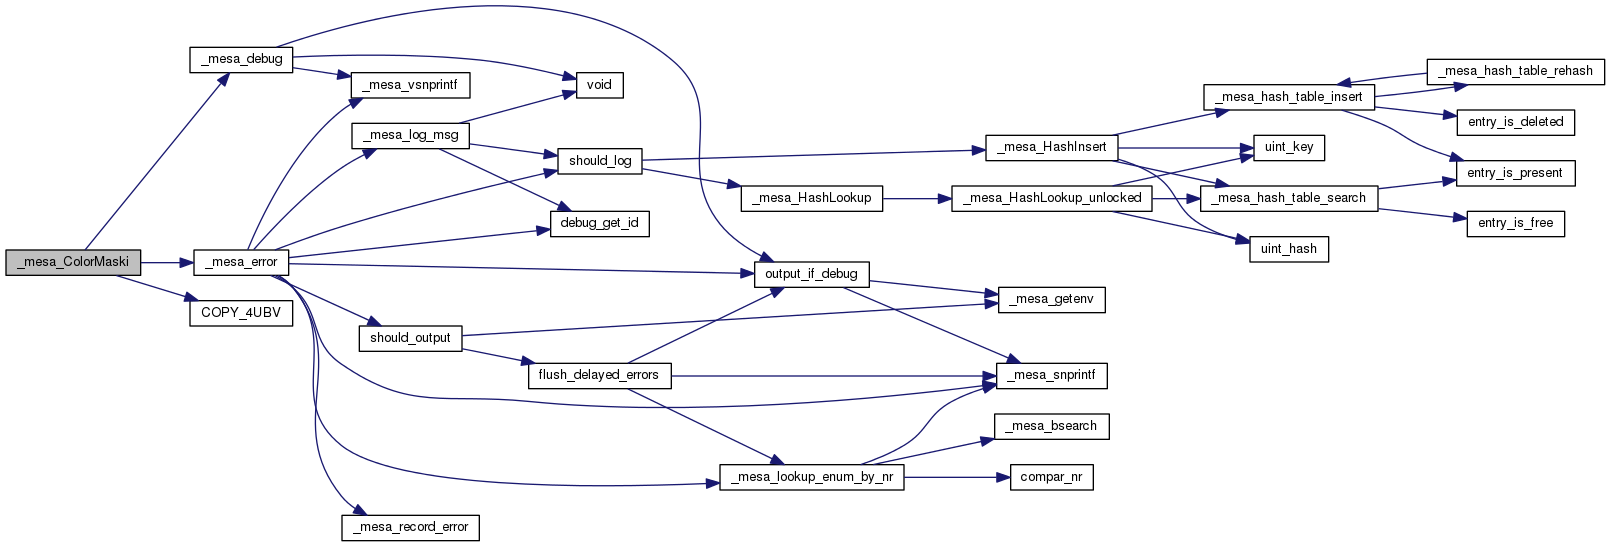 _mesa_ColorMaski
_mesa_debug
_mesa_error
COPY_4UBV
_mesa_vsnprintf
_mesa_log_msg
should_output
_mesa_record_error
void
should_log
debug_get_id
flush_delayed_errors
_mesa_HashLookup
output_if_debug
_mesa_lookup_enum_by_nr
_mesa_HashInsert
_mesa_HashLookup_unlocked
_mesa_getenv
_mesa_snprintf
_mesa_bsearch
compar_nr
_mesa_hash_table_insert
uint_key
_mesa_hash_table_search
uint_hash
_mesa_hash_table_rehash
entry_is_deleted
entry_is_present
entry_is_free